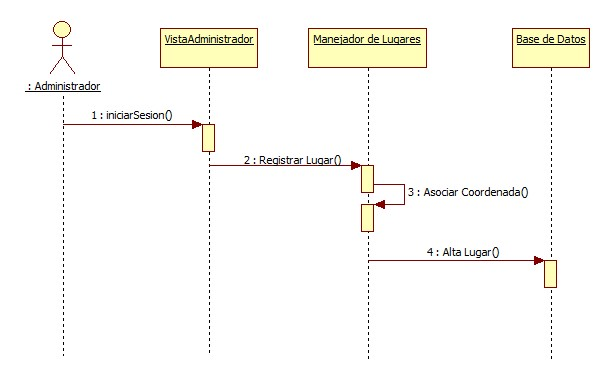 VistaAdministrador
Manejador de Lugares
Base de Datos
: Administrador
1 : iniciarSesion()
2 : Registrar Lugar()
3 : Asociar Coordenada()
4 : Alta Lugar()